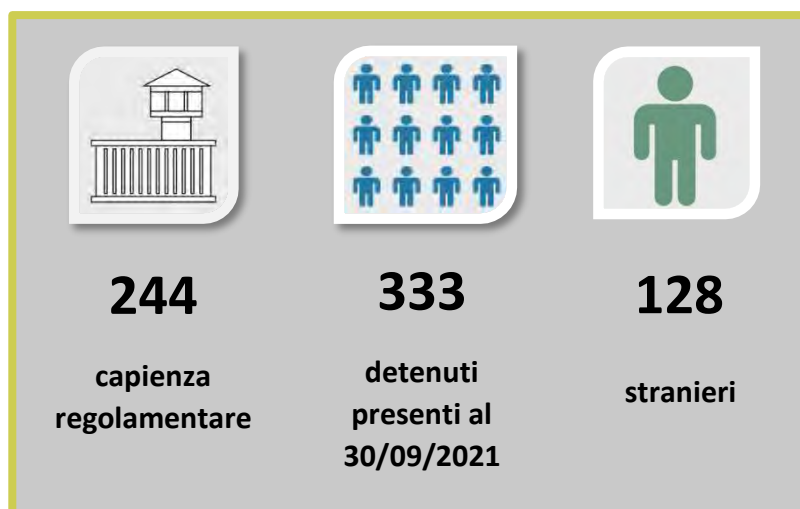 244
capienza
regolamentare
333
detenuti
presenti al
30/09/2021
128
stranieri